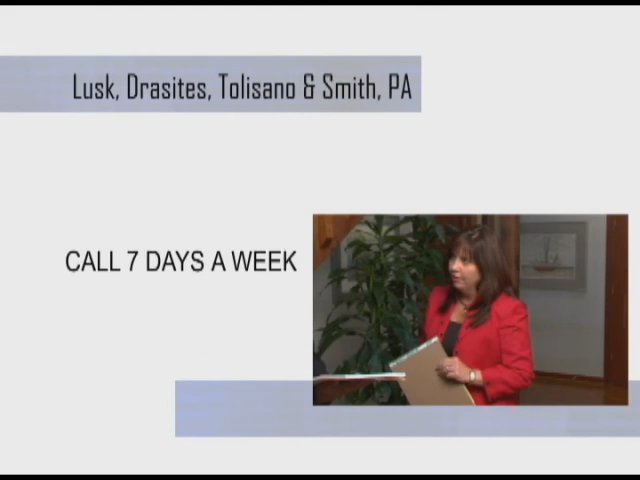 Lusk, Drasites, Tolisano & Smith, PA
CALL 7 DAYS A WEEK